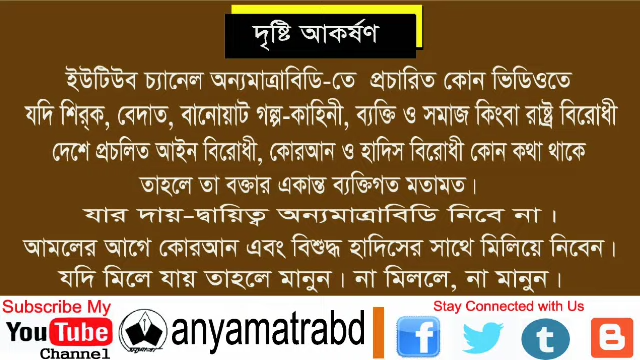 দৃষ্টি আকর্ষণ
ইউটিউব চ্যানেল অন্যমাত্রাবিডি-তে প্রচারিত কোন ভিডিওতে
যদি শির্ক, বেদাত, বানোয়াট গল্প-কাহিনী, ব্যক্তি ও সমাজ কিংবা রাষ্ট্র বিরোধী
দেশে প্রচলিত আইন বিরোধী, কোরআন ও হাদিস বিরোধী কোন কথা থাকে
তাহলে তা বক্তার একান্ত ব্যক্তিগত মতামত।
যার দায়-দ্বায়িত্ব অন্যমাত্রাবিডি নিবে না।
আমলের আগে কোরআন এবং বিশুদ্ধ হাদিসের সাথে মিলিয়ে নিবেন।
যদি মিলে যায় তাহলে মানুন। না মিললে, না মানুন।
Subscribe My
YouTube
Channel
অন্যমাত্রা
anyamatrabd
Stay Connected with Us
f
t
B